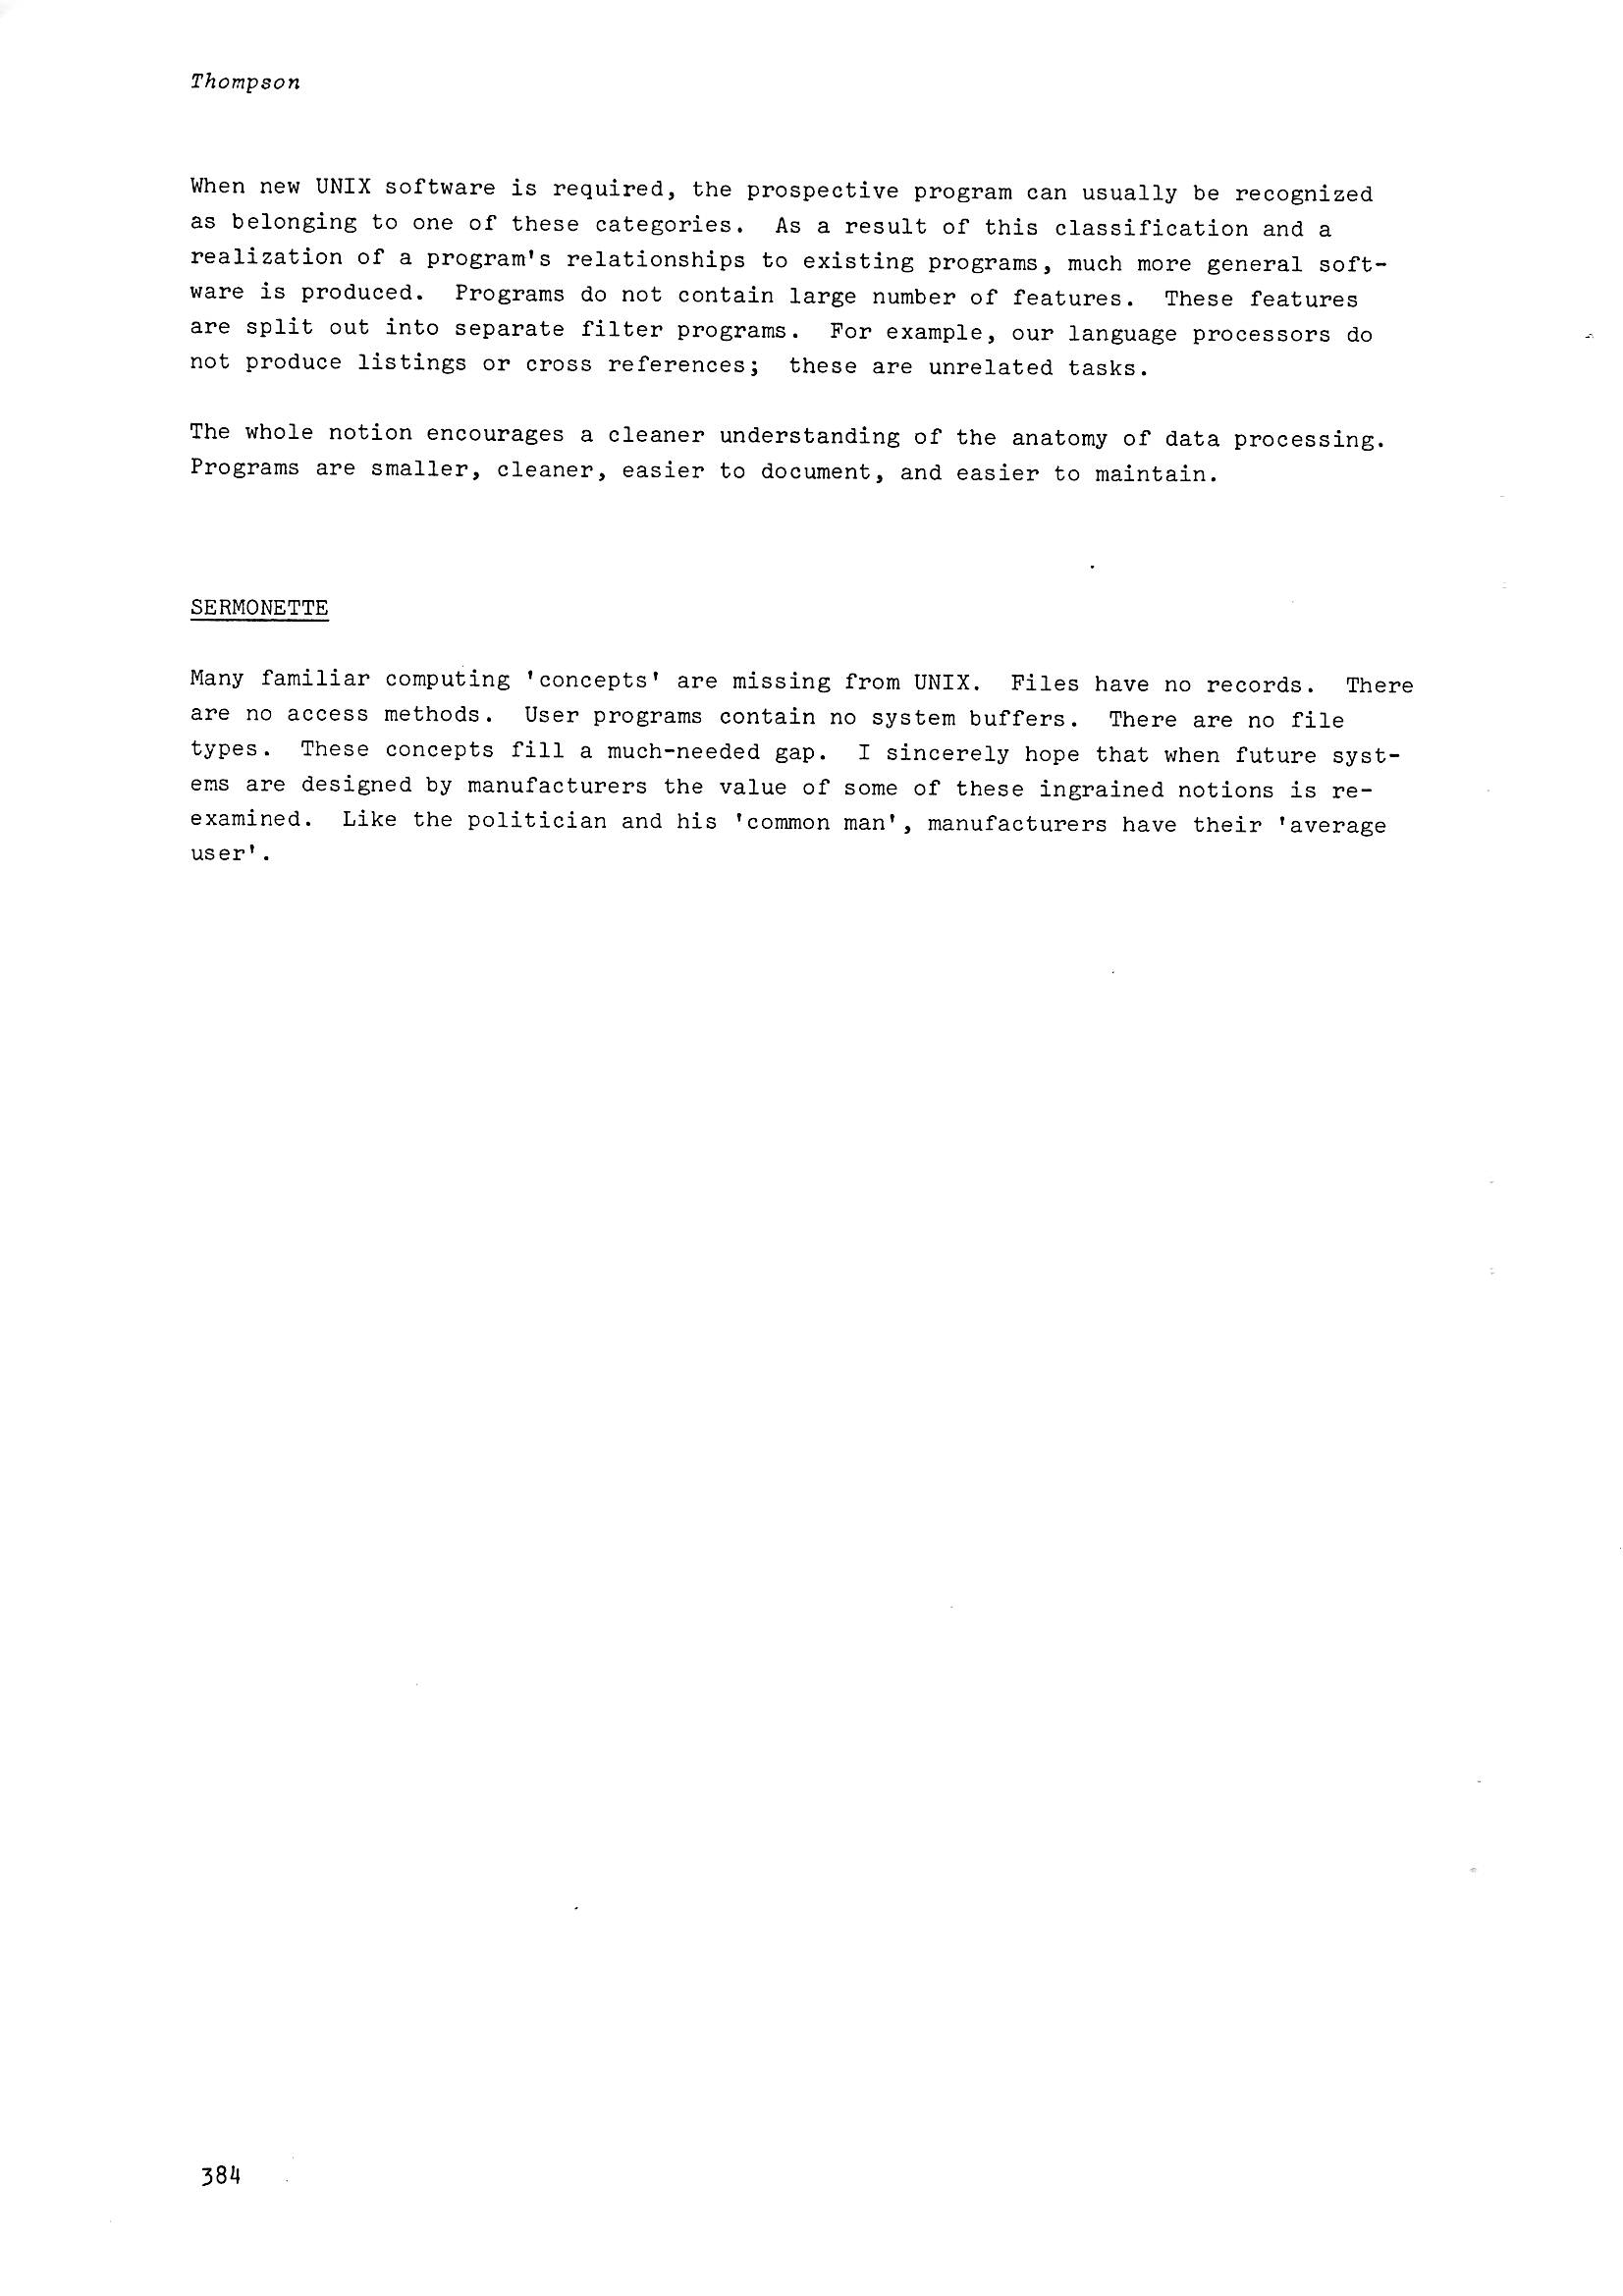 Thompson
When new UNIX software is required, the prospective program can usually be recognized
as belonging to one of these categories.  As a result of this classification and a
realization of a program's relationships to existing programs, much more general soft-
ware is produced.  Programs do not contain large number of features.  These features
are split out into separate filter programs.  For example, our language processors do
not produce listings or cross references;  these are unrelated tasks.
The whole notion encourages a cleaner understanding of the anatomy of data processing.
Programs are smaller, cleaner, easier to document, and easier to maintain.
SERMONETTE
Many familiar computing 'concepts' are missing from UNIX.  Files have no records.  There
are no access methods.  User programs contain no system buffers.  There are no file
types.  These concepts fill a much-needed gap.  I sincerely hope that when future syst-
ems are designed by manufacturers the value of some of these ingrained notions is re-
examined.  Like the politician and his 'common man', manufacturers have their 'average
user'.
384